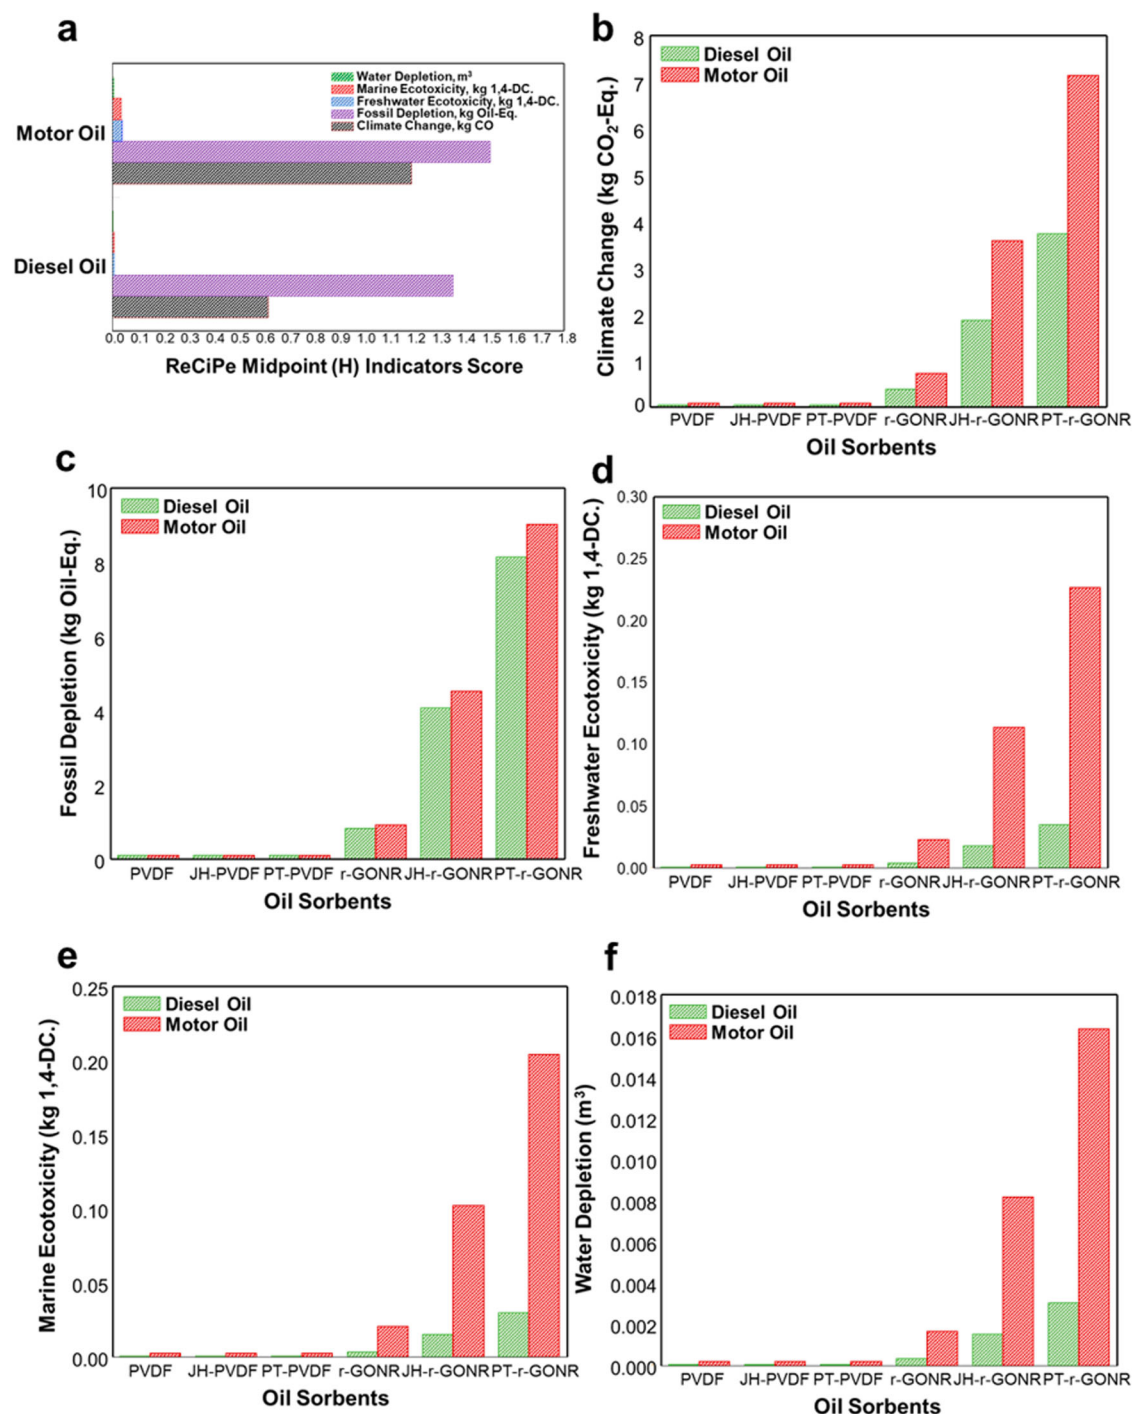 a
Water Depletion, m³
Marine Ecotoxicity, kg 1,4-DC.
Freshwater Ecotoxicity, kg 1,4-DC.
Fossil Depletion, kg Oil-Eq.
Climate Change, kg CO
Motor Oil
Diesel Oil
0.0 0.1 0.2 0.3 0.4 0.5 0.6 0.7 0.8 0.9 1.0 1.1 1.2 1.3 1.4 1.5 1.6 1.7 1.8
ReCiPe Midpoint (H) Indicators Score
b
Diesel Oil
Motor Oil
Climate Change (kg CO₂-Eq.)
8
7
6
5
4
3
2
1
0
PVDF JH-PVDF PT-PVDF r-GONR JH-r-GONR PT-r-GONR
Oil Sorbents
c
Diesel Oil
Motor Oil
Fossil Depletion (kg Oil-Eq.)
10
8
6
4
2
0
PVDF JH-PVDF PT-PVDF r-GONR JH-r-GONR PT-r-GONR
Oil Sorbents
d
Diesel Oil
Motor Oil
Freshwater Ecotoxicity (kg 1,4-DC.)
0.30
0.25
0.20
0.15
0.10
0.05
0.00
PVDF JH-PVDF PT-PVDF r-GONR JH-r-GONR PT-r-GONR
Oil Sorbents
e
Diesel Oil
Motor Oil
Marine Ecotoxicity (kg 1,4-DC.)
0.25
0.20
0.15
0.10
0.05
0.00
PVDF JH-PVDF PT-PVDF r-GONR JH-r-GONR PT-r-GONR
Oil Sorbents
f
Diesel Oil
Motor Oil
Water Depletion (m³)
0.018
0.016
0.014
0.012
0.010
0.008
0.006
0.004
0.002
0.000
PVDF JH-PVDF PT-PVDF r-GONR JH-r-GONR PT-r-GONR
Oil Sorbents